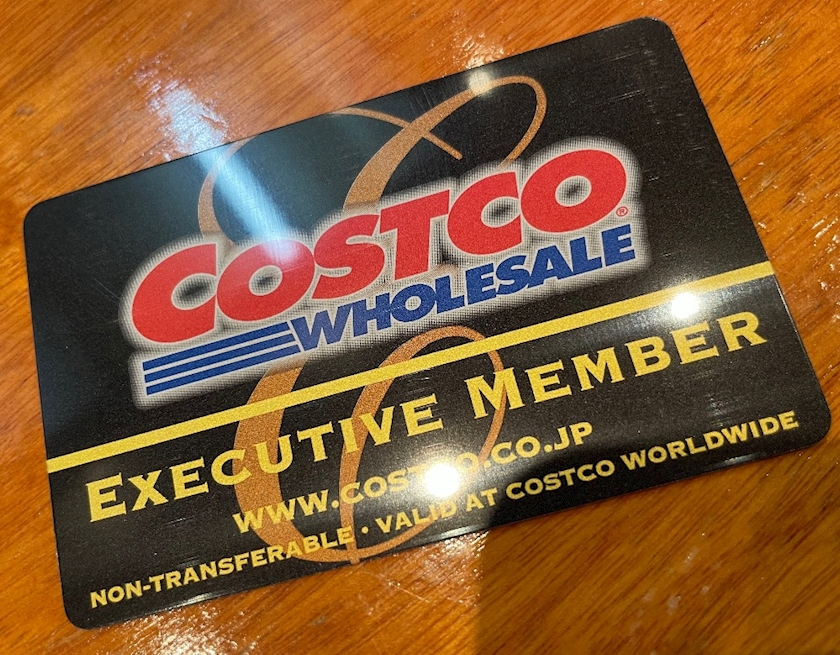 COSTCO®
WHOLESALE
EXECUTIVE MEMBER
WWW.COSTCO.CO.JP
NON-TRANSFERABLE · VALID AT COSTCO WORLDWIDE